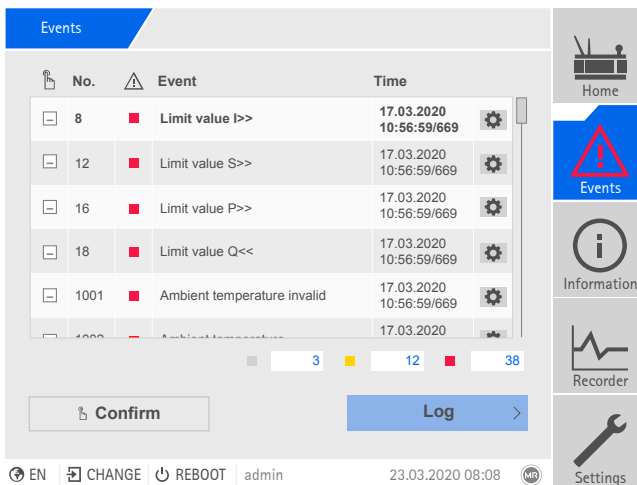 Events
No. Event Time
8 Limit value I>> 17.03.2020
10:56:59/669
12 Limit value S>> 17.03.2020
10:56:59/669
16 Limit value P>> 17.03.2020
10:56:59/669
18 Limit value Q<< 17.03.2020
10:56:59/669
1001 Ambient temperature invalid 17.03.2020
10:56:59/669
17.03.2020
Ambient temperature
3 12 38
Confirm Log
EN CHANGE REBOOT admin 23.03.2020 08:08 MR
Home
Events
Information
Recorder
Settings